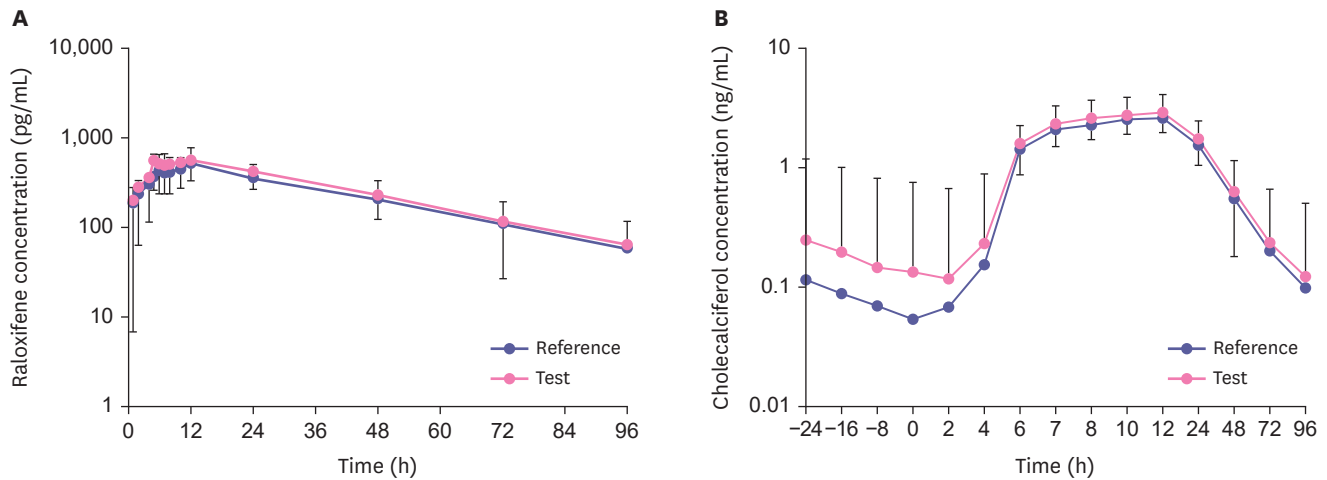 A
Raloxifene concentration (pg/mL)
10,000
1,000
100
10
1
Reference
Test
0 12 24 36 48 60 72 84 96
Time (h)
B
Cholecalciferol concentration (ng/mL)
10
1
0.1
0.01
Reference
Test
−24 −16 −8 0 2 4 6 7 8 10 12 24 48 72 96
Time (h)